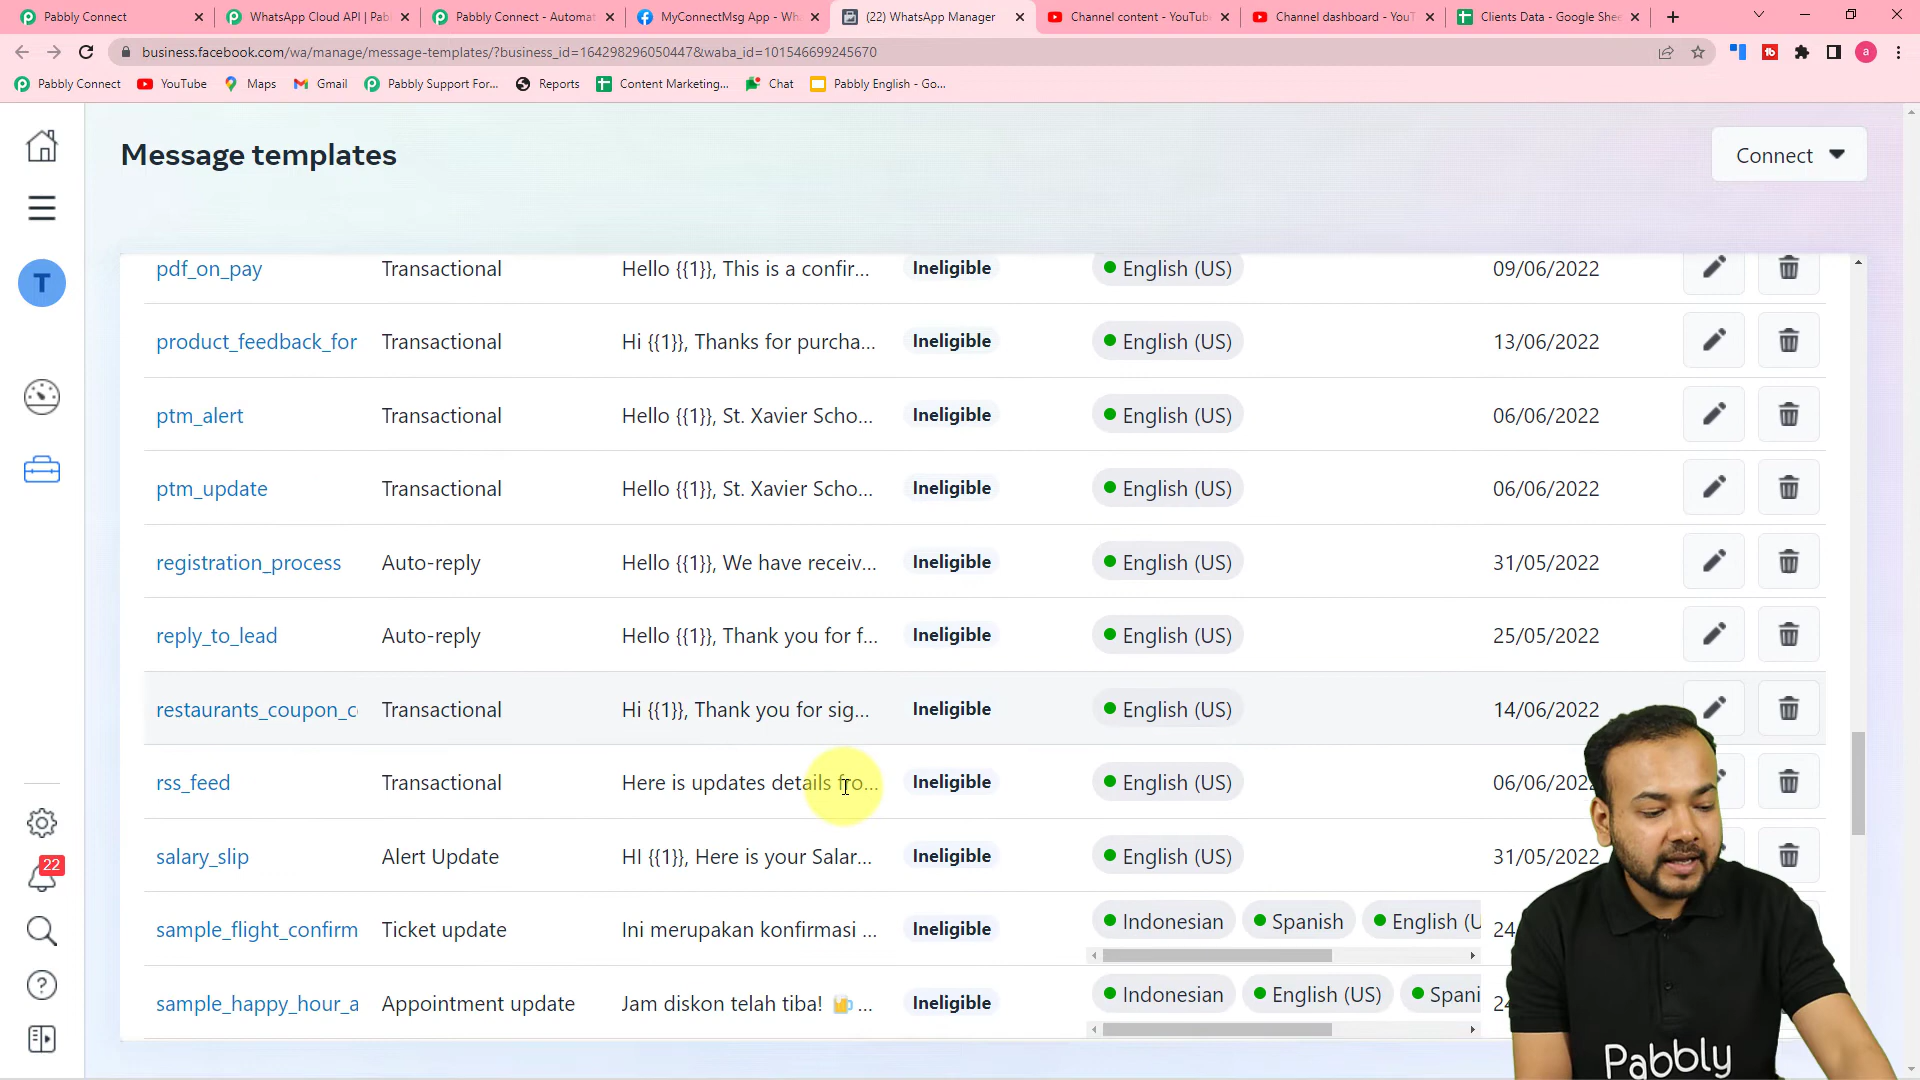 Pabbly Connect
WhatsApp Cloud API | Pab
Pabbly Connect - Automat
MyConnectMsg App - Wha
(22) WhatsApp Manager
Channel content - YouTube
Channel dashboard - YouT
Clients Data - Google Shee
business.facebook.com/wa/manage/message-templates/?business_id=164298296050447&waba_id=101546699245670
Pabbly Connect
YouTube
Maps
Gmail
Pabbly Support For...
Reports
Content Marketing...
Chat
Pabbly English - Go...
Message templates
Connect
T
22
pdf_on_pay Transactional Hello {{1}}, This is a confir... Ineligible English (US) 09/06/2022
product_feedback_for Transactional Hi {{1}}, Thanks for purcha... Ineligible English (US) 13/06/2022
ptm_alert Transactional Hello {{1}}, St. Xavier Scho... Ineligible English (US) 06/06/2022
ptm_update Transactional Hello {{1}}, St. Xavier Scho... Ineligible English (US) 06/06/2022
registration_process Auto-reply Hello {{1}}, We have receiv... Ineligible English (US) 31/05/2022
reply_to_lead Auto-reply Hello {{1}}, Thank you for f... Ineligible English (US) 25/05/2022
restaurants_coupon_c Transactional Hi {{1}}, Thank you for sig... Ineligible English (US) 14/06/2022
rss_feed Transactional Here is updates details fro... Ineligible English (US) 06/06/2022
salary_slip Alert Update HI {{1}}, Here is your Salar... Ineligible English (US) 31/05/2022
sample_flight_confirm Ticket update Ini merupakan konfirmasi ... Ineligible Indonesian Spanish English (U 24
sample_happy_hour_a Appointment update Jam diskon telah tiba! 🍺 ... Ineligible Indonesian English (US) Spani 24
Pabbly